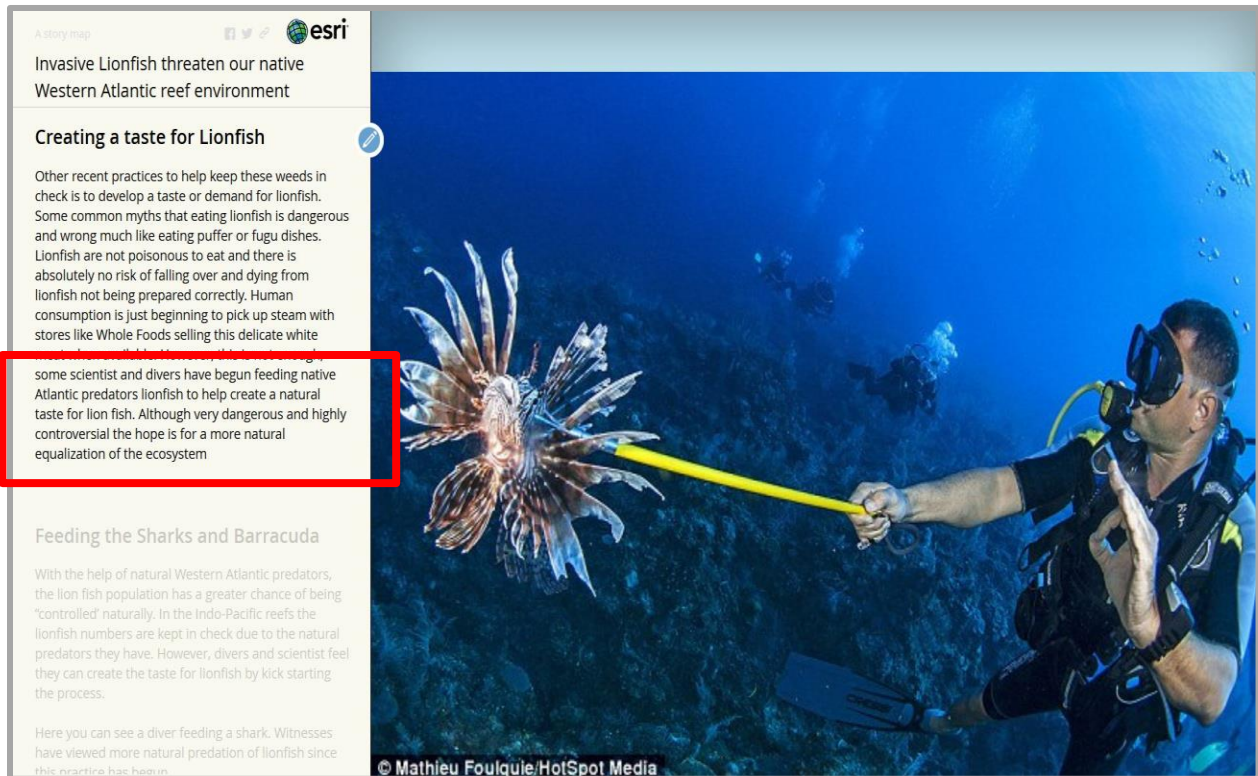 A story map
esri
Invasive Lionfish threaten our native
Western Atlantic reef environment
Creating a taste for Lionfish
Other recent practices to help keep these weeds in
check is to develop a taste or demand for lionfish.
Some common myths that eating lionfish is dangerous
and wrong much like eating puffer or fugu dishes.
Lionfish are not poisonous to eat and there is
absolutely no risk of falling over and dying from
lionfish not being prepared correctly. Human
consumption is just beginning to pick up steam with
stores like Whole Foods selling this delicate white
some scientist and divers have begun feeding native
Atlantic predators lionfish to help create a natural
taste for lion fish. Although very dangerous and highly
controversial the hope is for a more natural
equalization of the ecosystem
Feeding the Sharks and Barracuda
With the help of natural Western Atlantic predators,
the lion fish population has a greater chance of being
“controlled’ naturally. In the Indo-Pacific reefs the
lionfish numbers are kept in check due to the natural
predators they have. However, divers and scientist feel
they can create the taste for lionfish by kick starting
the process.
Here you can see a diver feeding a shark. Witnesses
have viewed more natural predation of lionfish since
this practice has begun
© Mathieu Foulquie/HotSpot Media